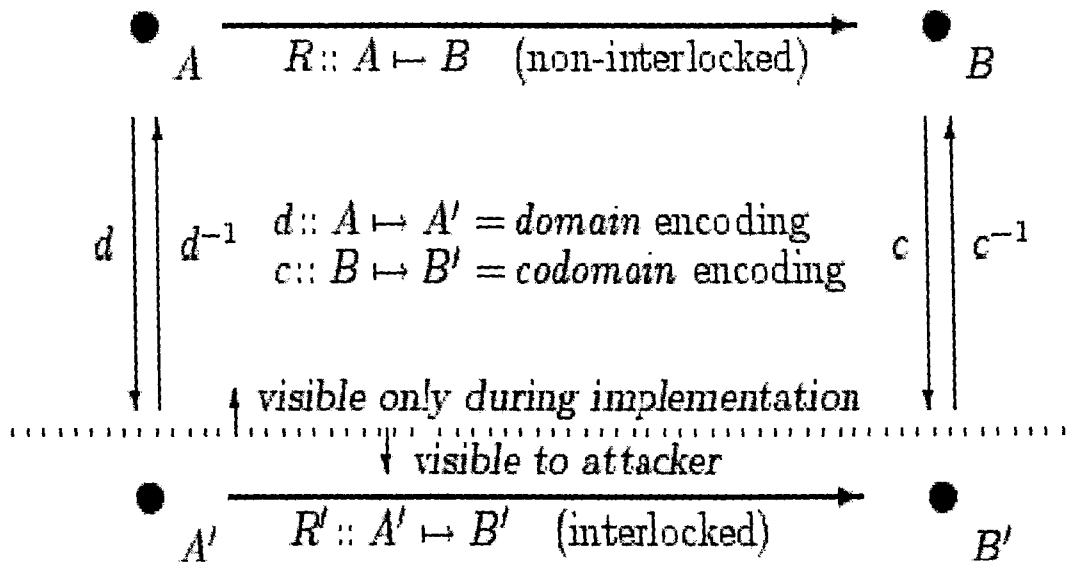 A R :: A ↦ B (non-interlocked) B
d d⁻¹ d :: A ↦ A′ = domain encoding c c⁻¹
c :: B ↦ B′ = codomain encoding
visible only during implementation
visible to attacker
A′ R′ :: A′ ↦ B′ (interlocked) B′